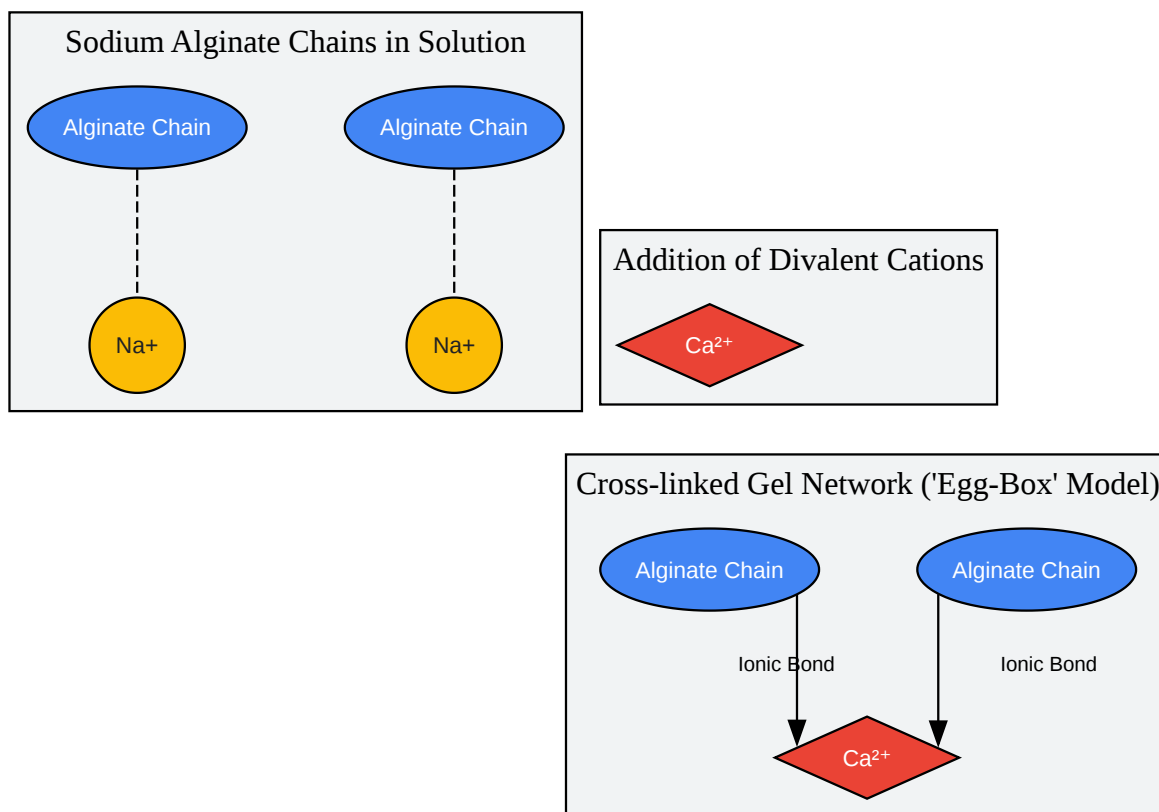 Sodium Alginate Chains in Solution
Alginate Chain
Alginate Chain
Na+
Na+
Addition of Divalent Cations
Ca²⁺
Cross-linked Gel Network ('Egg-Box' Model)
Alginate Chain
Alginate Chain
Ionic Bond
Ionic Bond
Ca²⁺